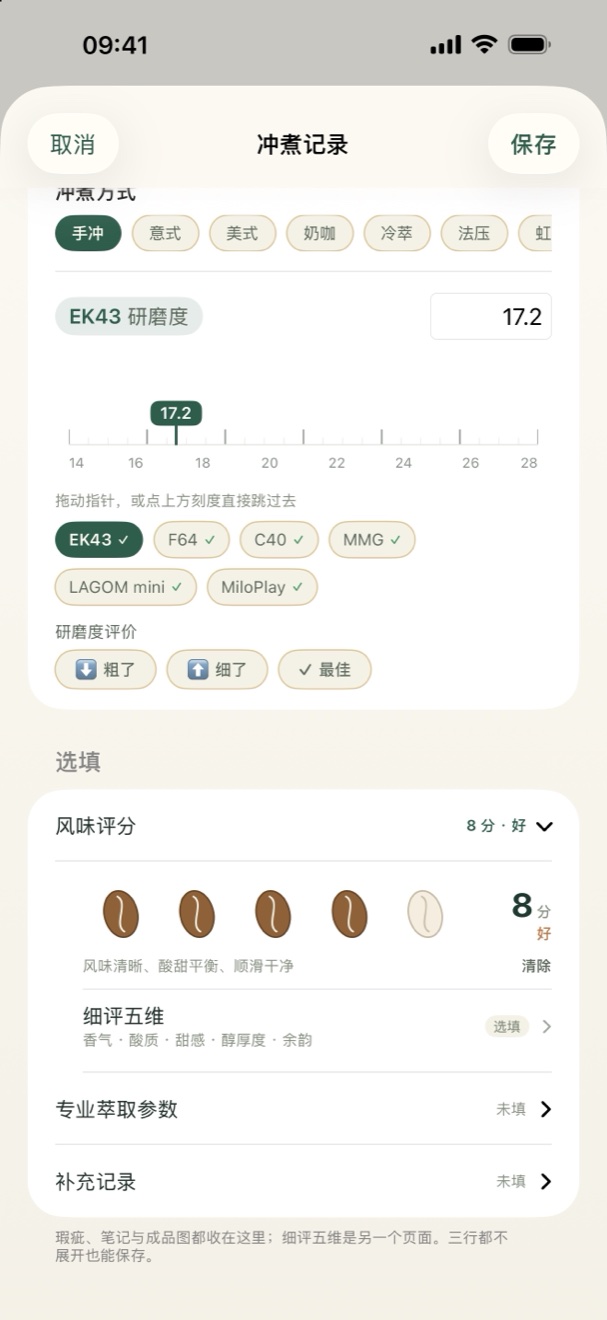 09:41
取消
冲煮记录
保存
冲煮方式
手冲 意式 美式 奶咖 冷萃 法压 虹
EK43 研磨度
17.2
17.2
14 16 18 20 22 24 26 28
拖动指针，或点上方刻度直接跳过去
EK43 ✓ F64 ✓ C40 ✓ MMG ✓
LAGOM mini ✓ MiloPlay ✓
研磨度评价
⬇️ 粗了 ⬆️ 细了 ✓ 最佳
选填
风味评分
8 分 · 好
8 分
好
风味清晰、酸甜平衡、顺滑干净
清除
细评五维
香气 · 酸质 · 甜感 · 醇厚度 · 余韵
选填
专业萃取参数
未填
补充记录
未填
瑕疵、笔记与成品图都收在这里；细评五维是另一个页面。三行都不
展开也能保存。